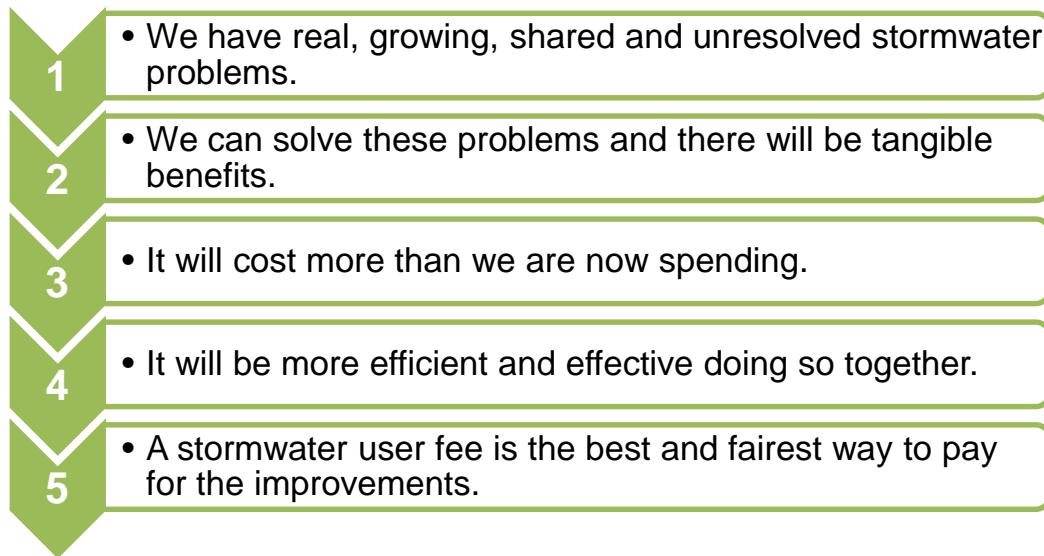 1
• We have real, growing, shared and unresolved stormwater
problems.
2
• We can solve these problems and there will be tangible
benefits.
3
• It will cost more than we are now spending.
4
• It will be more efficient and effective doing so together.
5
• A stormwater user fee is the best and fairest way to pay
for the improvements.